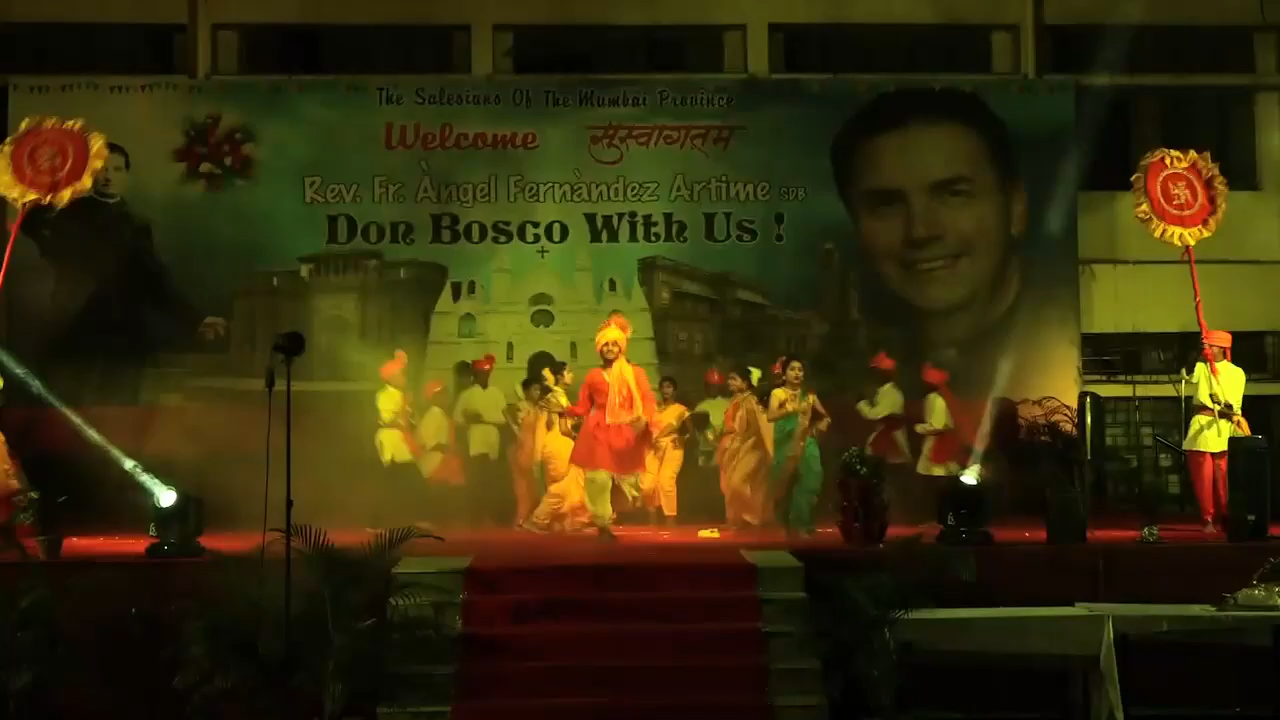 The Salesians Of The Mumbai Province
Welcome सुस्वागतम
Rev. Fr. Àngel Fernàndez Artime SDB
Don Bosco With Us !